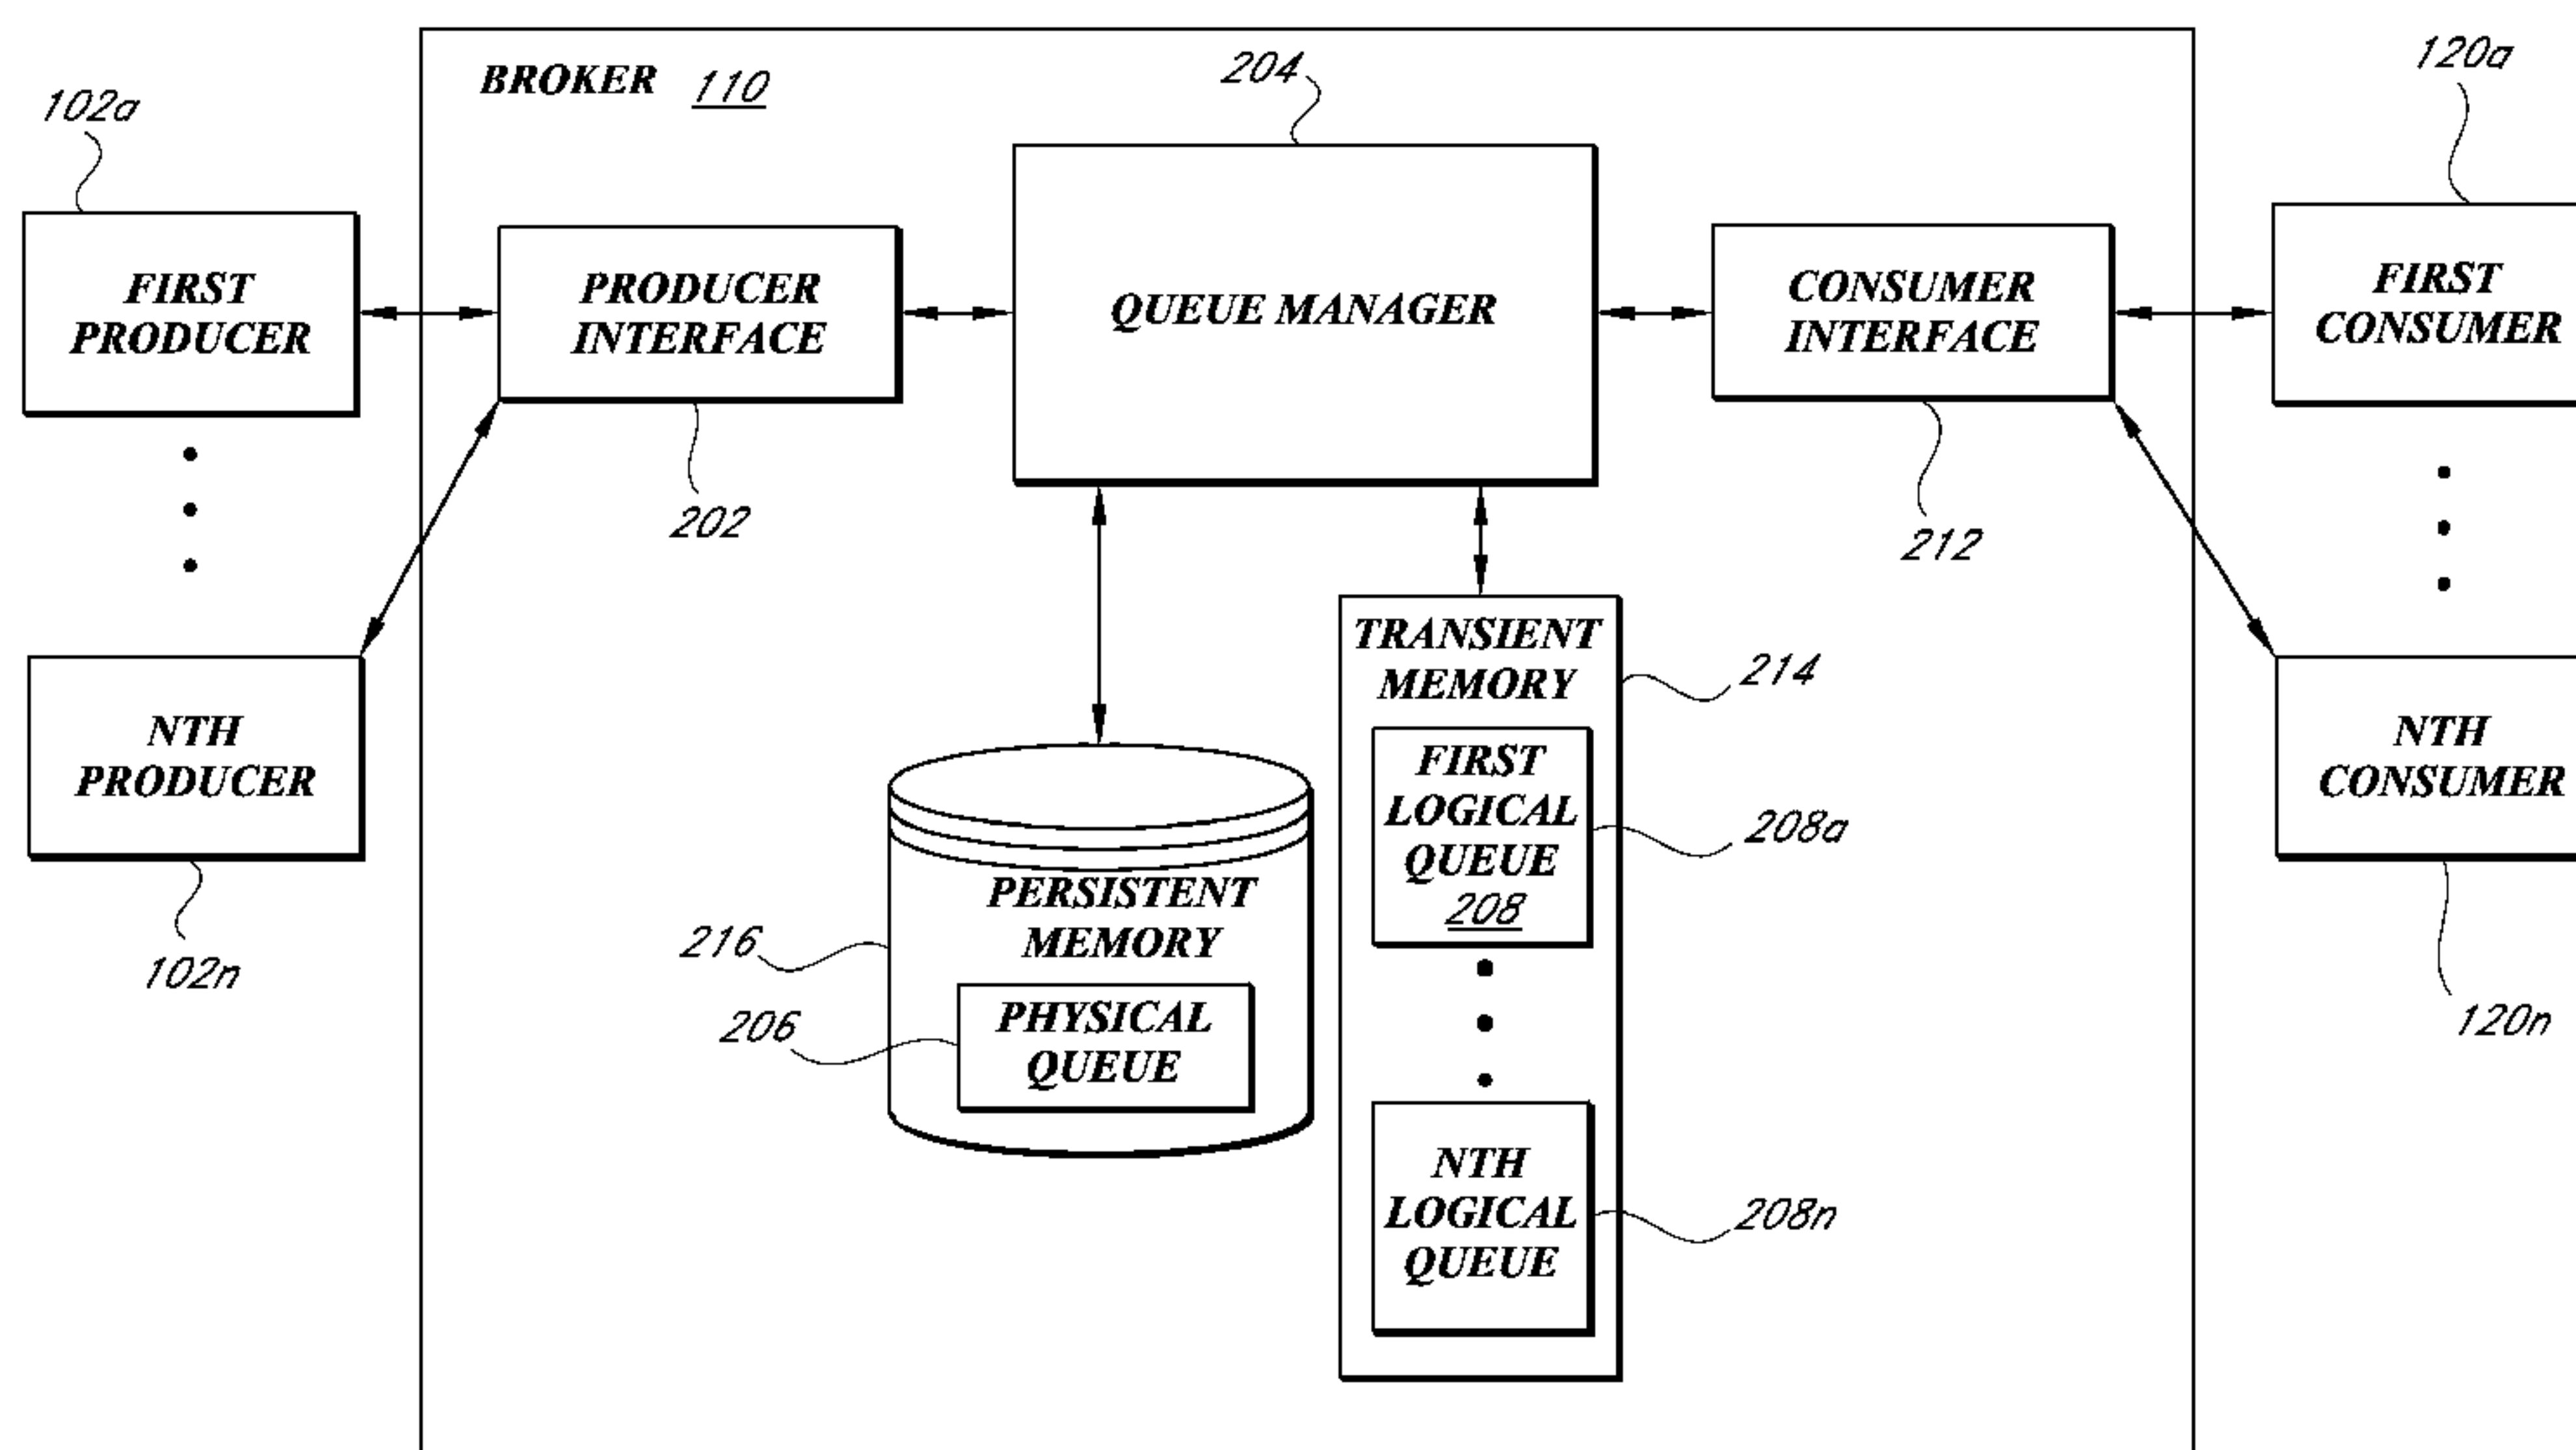 BROKER 110
204
120a
102a
FIRST
PRODUCER
PRODUCER
INTERFACE
QUEUE MANAGER
CONSUMER
INTERFACE
FIRST
CONSUMER
202
212
TRANSIENT
MEMORY
214
NTH
PRODUCER
NTH
CONSUMER
FIRST
LOGICAL
QUEUE
208
208a
PERSISTENT
MEMORY
216
102n
PHYSICAL
QUEUE
206
120n
NTH
LOGICAL
QUEUE
208n